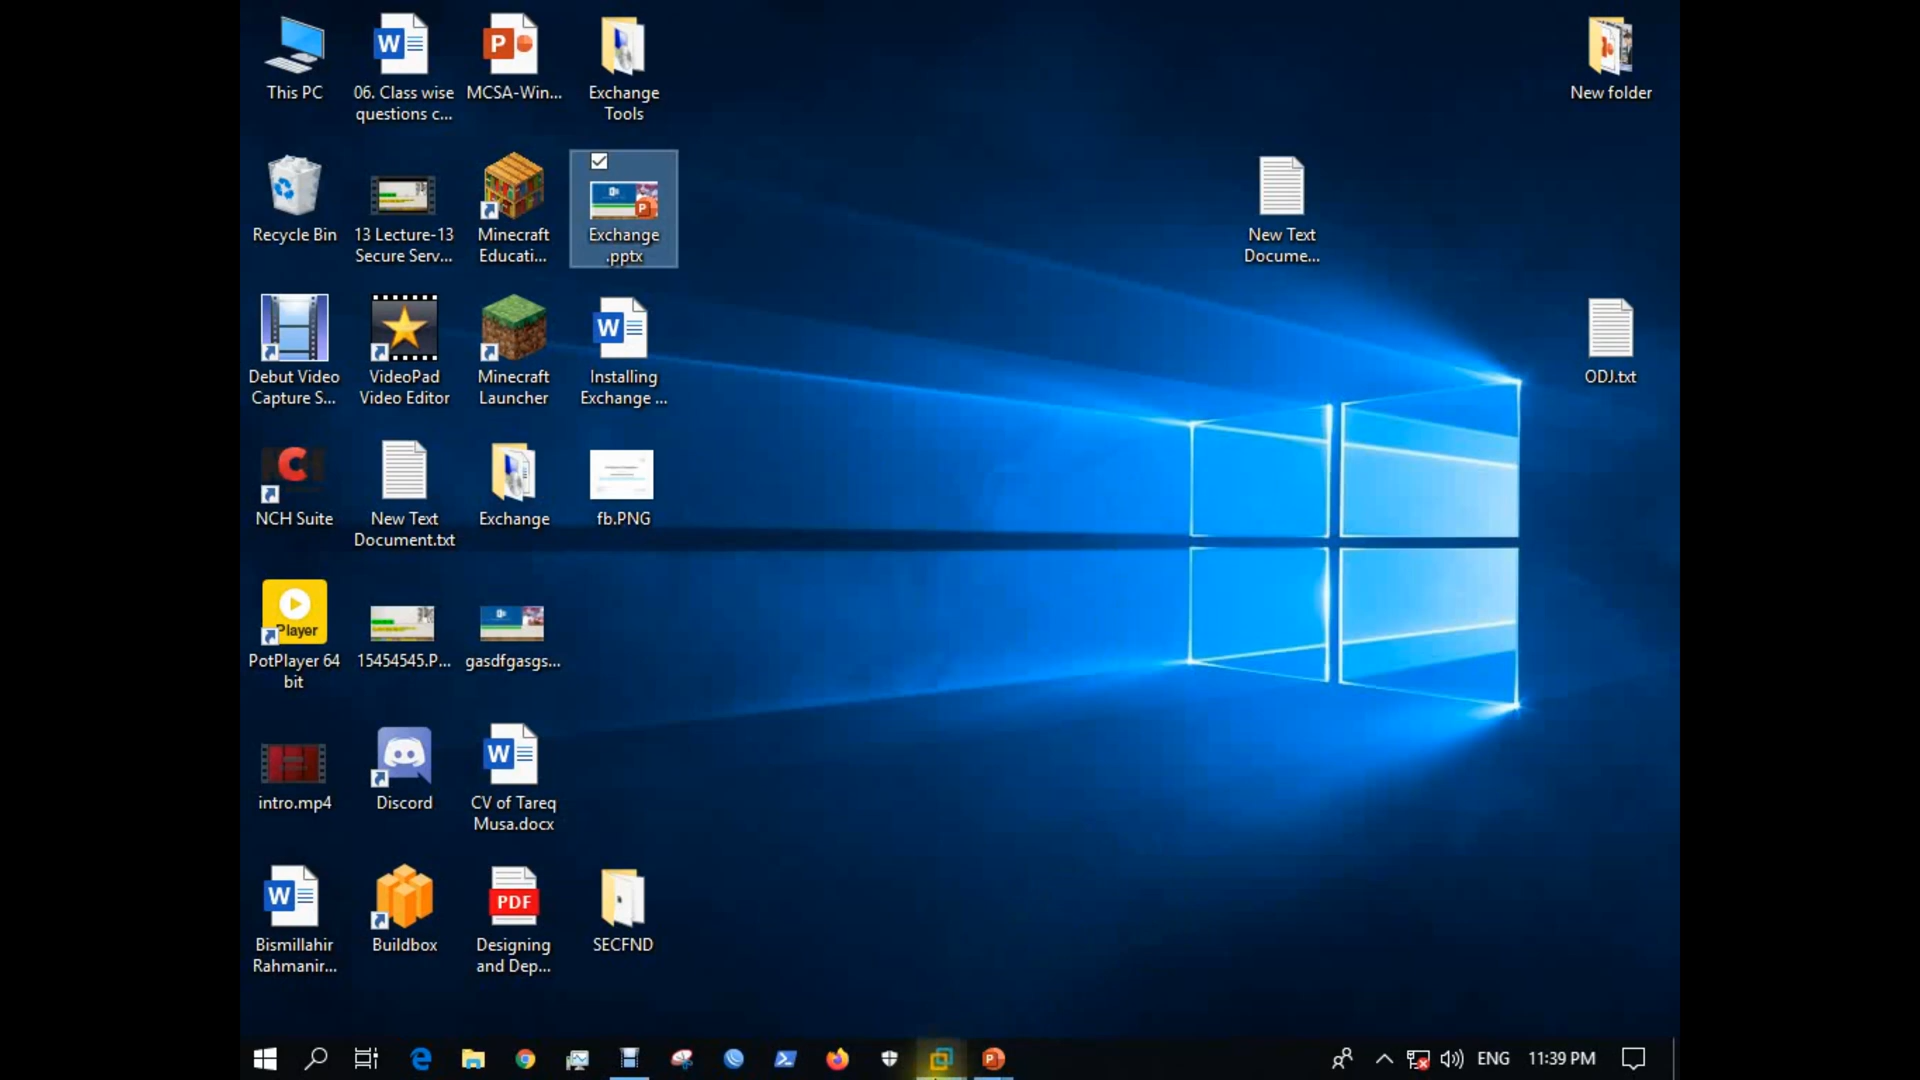 This PC
06. Class wise
questions c...
MCSA-Win...
Exchange
Tools
New folder
Recycle Bin
13 Lecture-13
Secure Serv...
Minecraft
Educati...
Exchange
.pptx
New Text
Docume...
Debut Video
Capture S...
VideoPad
Video Editor
Minecraft
Launcher
Installing
Exchange ...
ODJ.txt
NCH Suite
New Text
Document.txt
Exchange
fb.PNG
Player
PotPlayer 64
bit
15454545.P...
gasdfgasgs...
intro.mp4
Discord
CV of Tareq
Musa.docx
PDF
Bismillahir
Rahmanir...
Buildbox
Designing
and Dep...
SECFND
ENG
11:39 PM